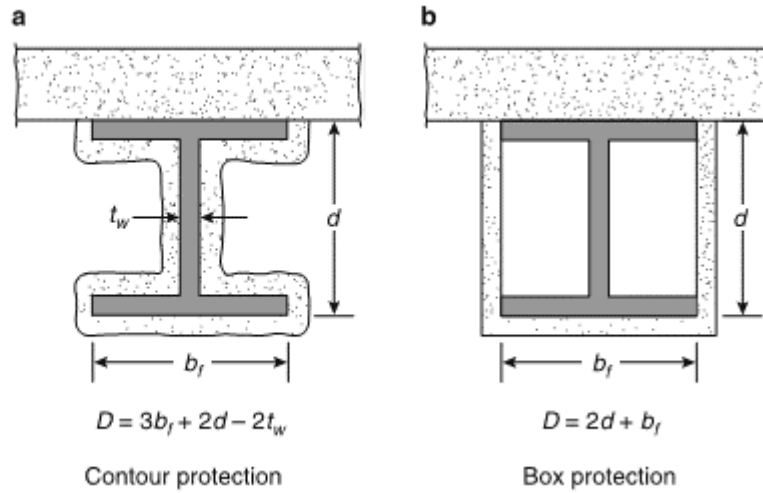 a
b
t_w
d
b_f
d
b_f
D = 3b_f + 2d – 2t_w
D = 2d + b_f
Contour protection
Box protection